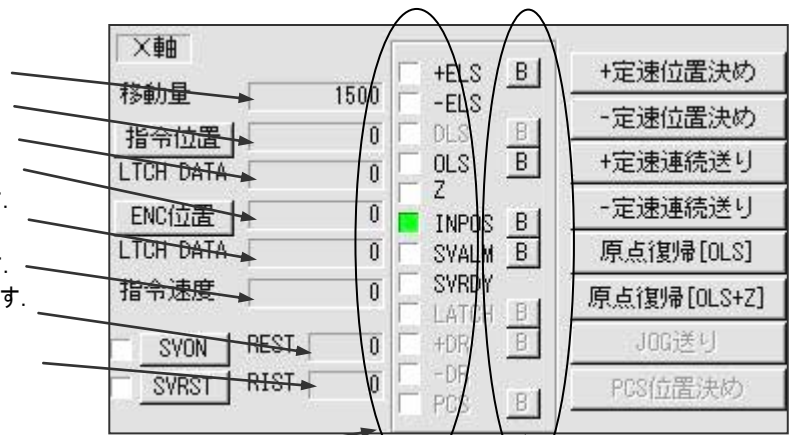 X軸
移動量 1500
指令位置 0
LTCH DATA 0
ENC位置 0
LTCH DATA 0
指令速度 0
SVON REST 0
SVRST RIST 0
+ELS B
-ELS
DLS B
OLS B
Z
INPOS B
SVALM B
SVRDY
LATCH B
+DR B
-DR
PCS B
+定速位置決め
-定速位置決め
+定速連続送り
-定速連続送り
原点復帰[OLS]
原点復帰[OLS+Z]
JOG送り
PCS位置決め
.
.
す.